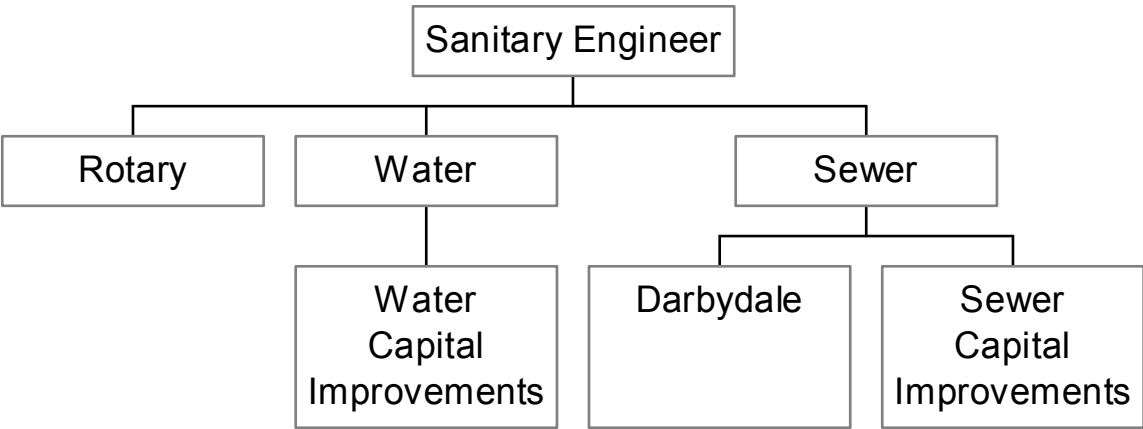 Sanitary Engineer
Rotary
Water
Sewer
Water
Capital
Improvements
Darbydale
Sewer
Capital
Improvements